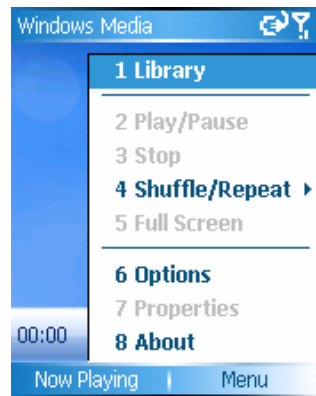 Windows Media
1 Library
2 Play/Pause
3 Stop
4 Shuffle/Repeat
5 Full Screen
6 Options
7 Properties
8 About
00:00
Now Playing Menu